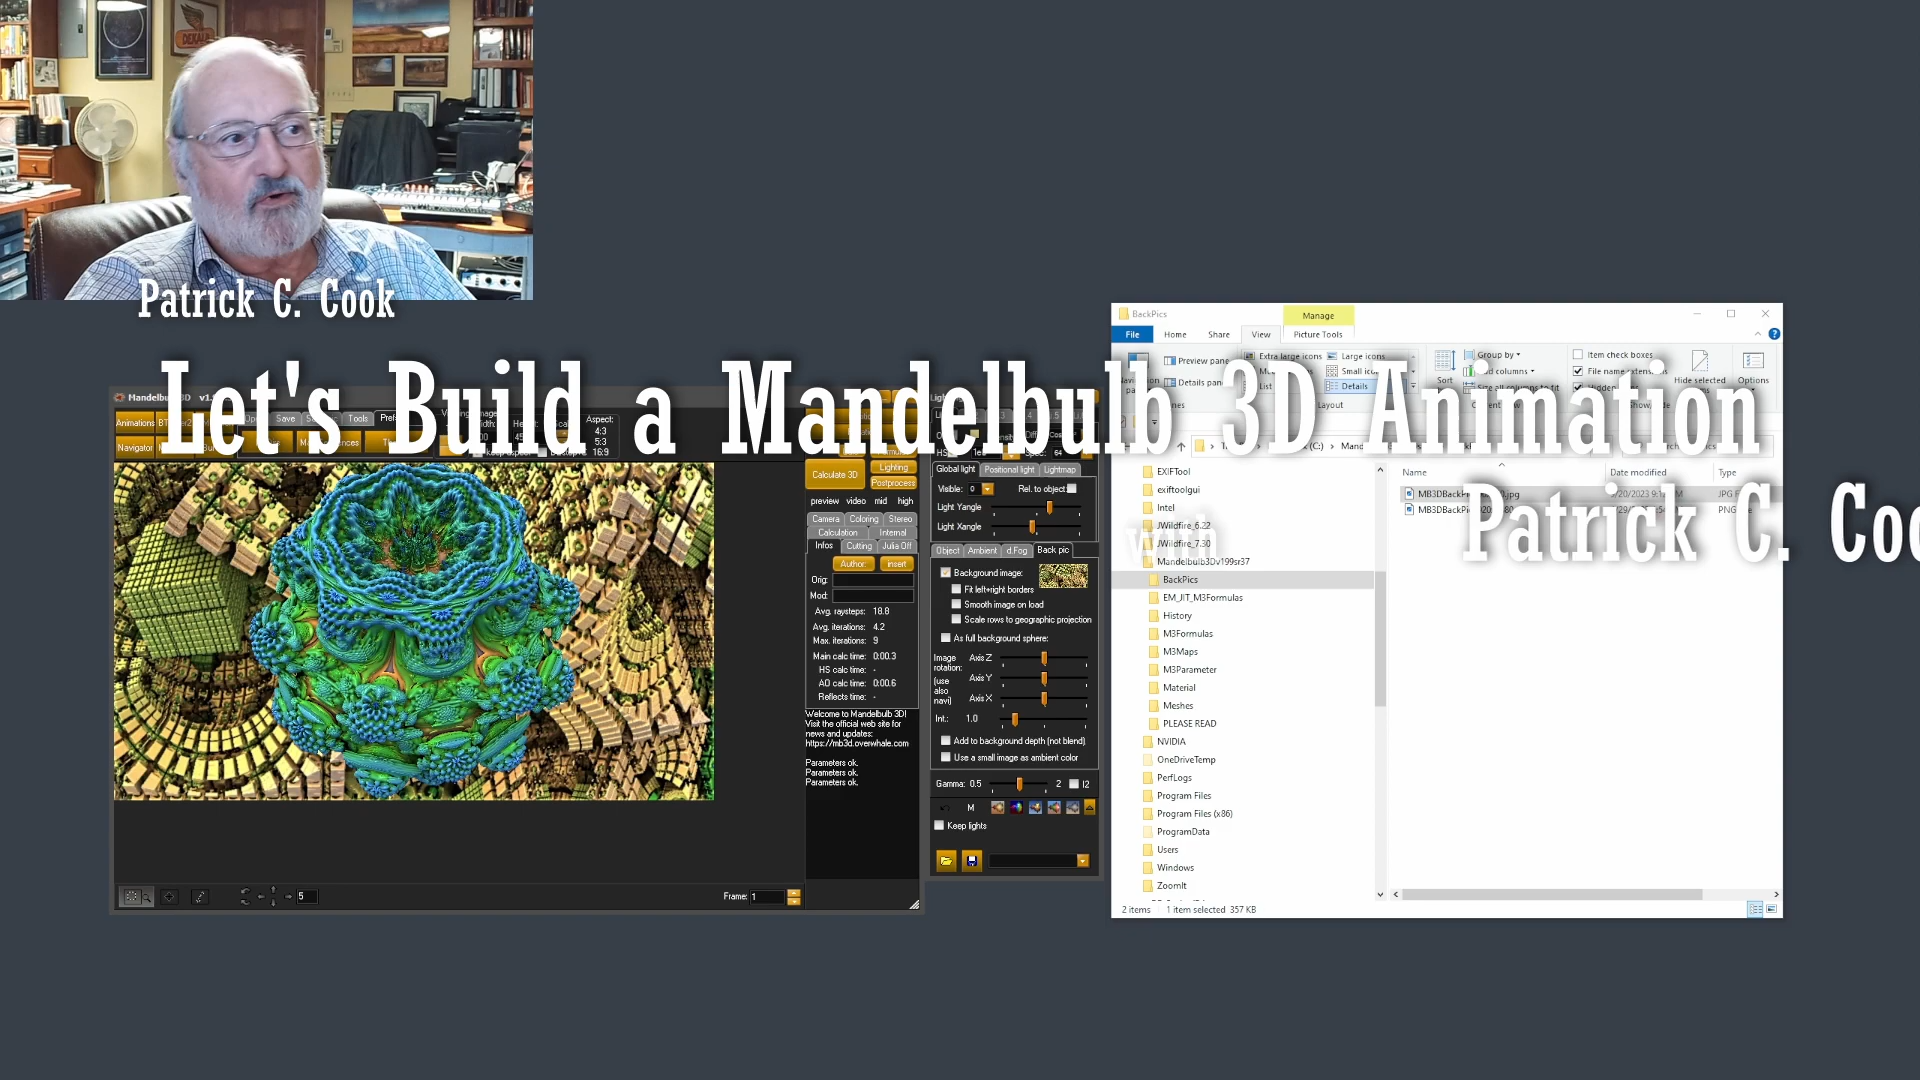 DEKALB
Patrick C. Cook
Let's Build a Mandelbulb 3D Animation
with
Patrick C.
Mandelbulb 3D
Save
Tools
Aspect:
4:3
5:3
16:9
Animations
Navigator
Calculate 3D
Lighting
Postprocess
preview video mid high
Camera Coloring Stereo
Calculation Internal
Infos Cutting Julia Off
Author: insert
Orig:
Mod:
Avg. raysteps: 18.8
Avg. iterations: 4.2
Max. iterations: 9
Main calc time: 0:00.3
HS calc time: -
AO calc time: 0:00.6
Reflects time: -
Welcome to Mandelbulb 3D!
Visit the official web site for
news and updates:
https://mb3d.overwhale.com
Parameters ok.
Parameters ok.
Parameters ok.
5
Frame: 1
Global light Positional light Lightmap
Visible: 0 Rel. to object
Light Yangle
Light Xangle
Object Ambient d.Fog Back pic
Background image:
Fit left+right borders
Smooth image on load
Scale rows to geographic projection
As full background sphere:
Image
rotation:
(use
also
navi)
Axis Z
Axis Y
Axis X
Int.: 1.0
Add to background depth (not blend)
Use a small image as ambient color
Gamma: 0.5 2 I2
M
Keep lights
BackPics
Manage
File Home Share View Picture Tools
Preview pane
Extra large icons Large icons
Details
Sort
Group by
Item check boxes
Hide selected
Options
Layout
(C:)
EXIFTool
exiftoolgui
Intel
JWildfire_6.22
JWildfire_7.30
Mandelbulb3Dv199sr37
BackPics
EM_JIT_M3Formulas
History
M3Formulas
M3Maps
M3Parameter
Material
Meshes
PLEASE READ
NVIDIA
OneDriveTemp
PerfLogs
Program Files
Program Files (x86)
ProgramData
Users
Windows
ZoomIt
Name Date modified Type
2 items 1 item selected 357 KB